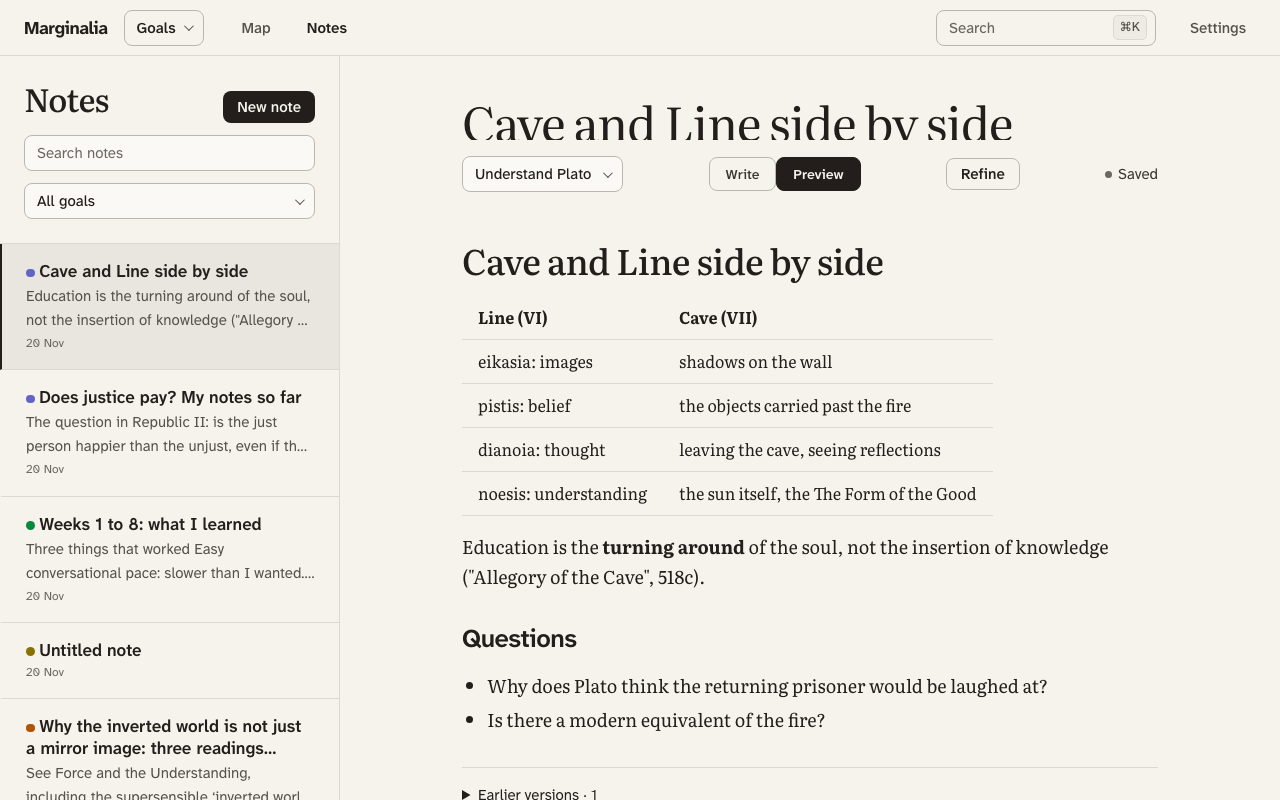 Marginalia Goals Map Notes Search ⌘K Settings
Notes
New note
Search notes
All goals
Cave and Line side by side
Education is the turning around of the soul,
not the insertion of knowledge ("Allegory ...
20 Nov
Does justice pay? My notes so far
The question in Republic II: is the just
person happier than the unjust, even if th...
20 Nov
Weeks 1 to 8: what I learned
Three things that worked Easy
conversational pace: slower than I wanted....
20 Nov
Untitled note
20 Nov
Why the inverted world is not just
a mirror image: three readings...
See Force and the Understanding,
including the supersensible ‘inverted worl
Cave and Line side by side
Understand Plato Write Preview Refine Saved
Cave and Line side by side
Line (VI) Cave (VII)
eikasia: images shadows on the wall
pistis: belief the objects carried past the fire
dianoia: thought leaving the cave, seeing reflections
noesis: understanding the sun itself, the The Form of the Good
Education is the turning around of the soul, not the insertion of knowledge
("Allegory of the Cave", 518c).
Questions
• Why does Plato think the returning prisoner would be laughed at?
• Is there a modern equivalent of the fire?
Earlier versions · 1